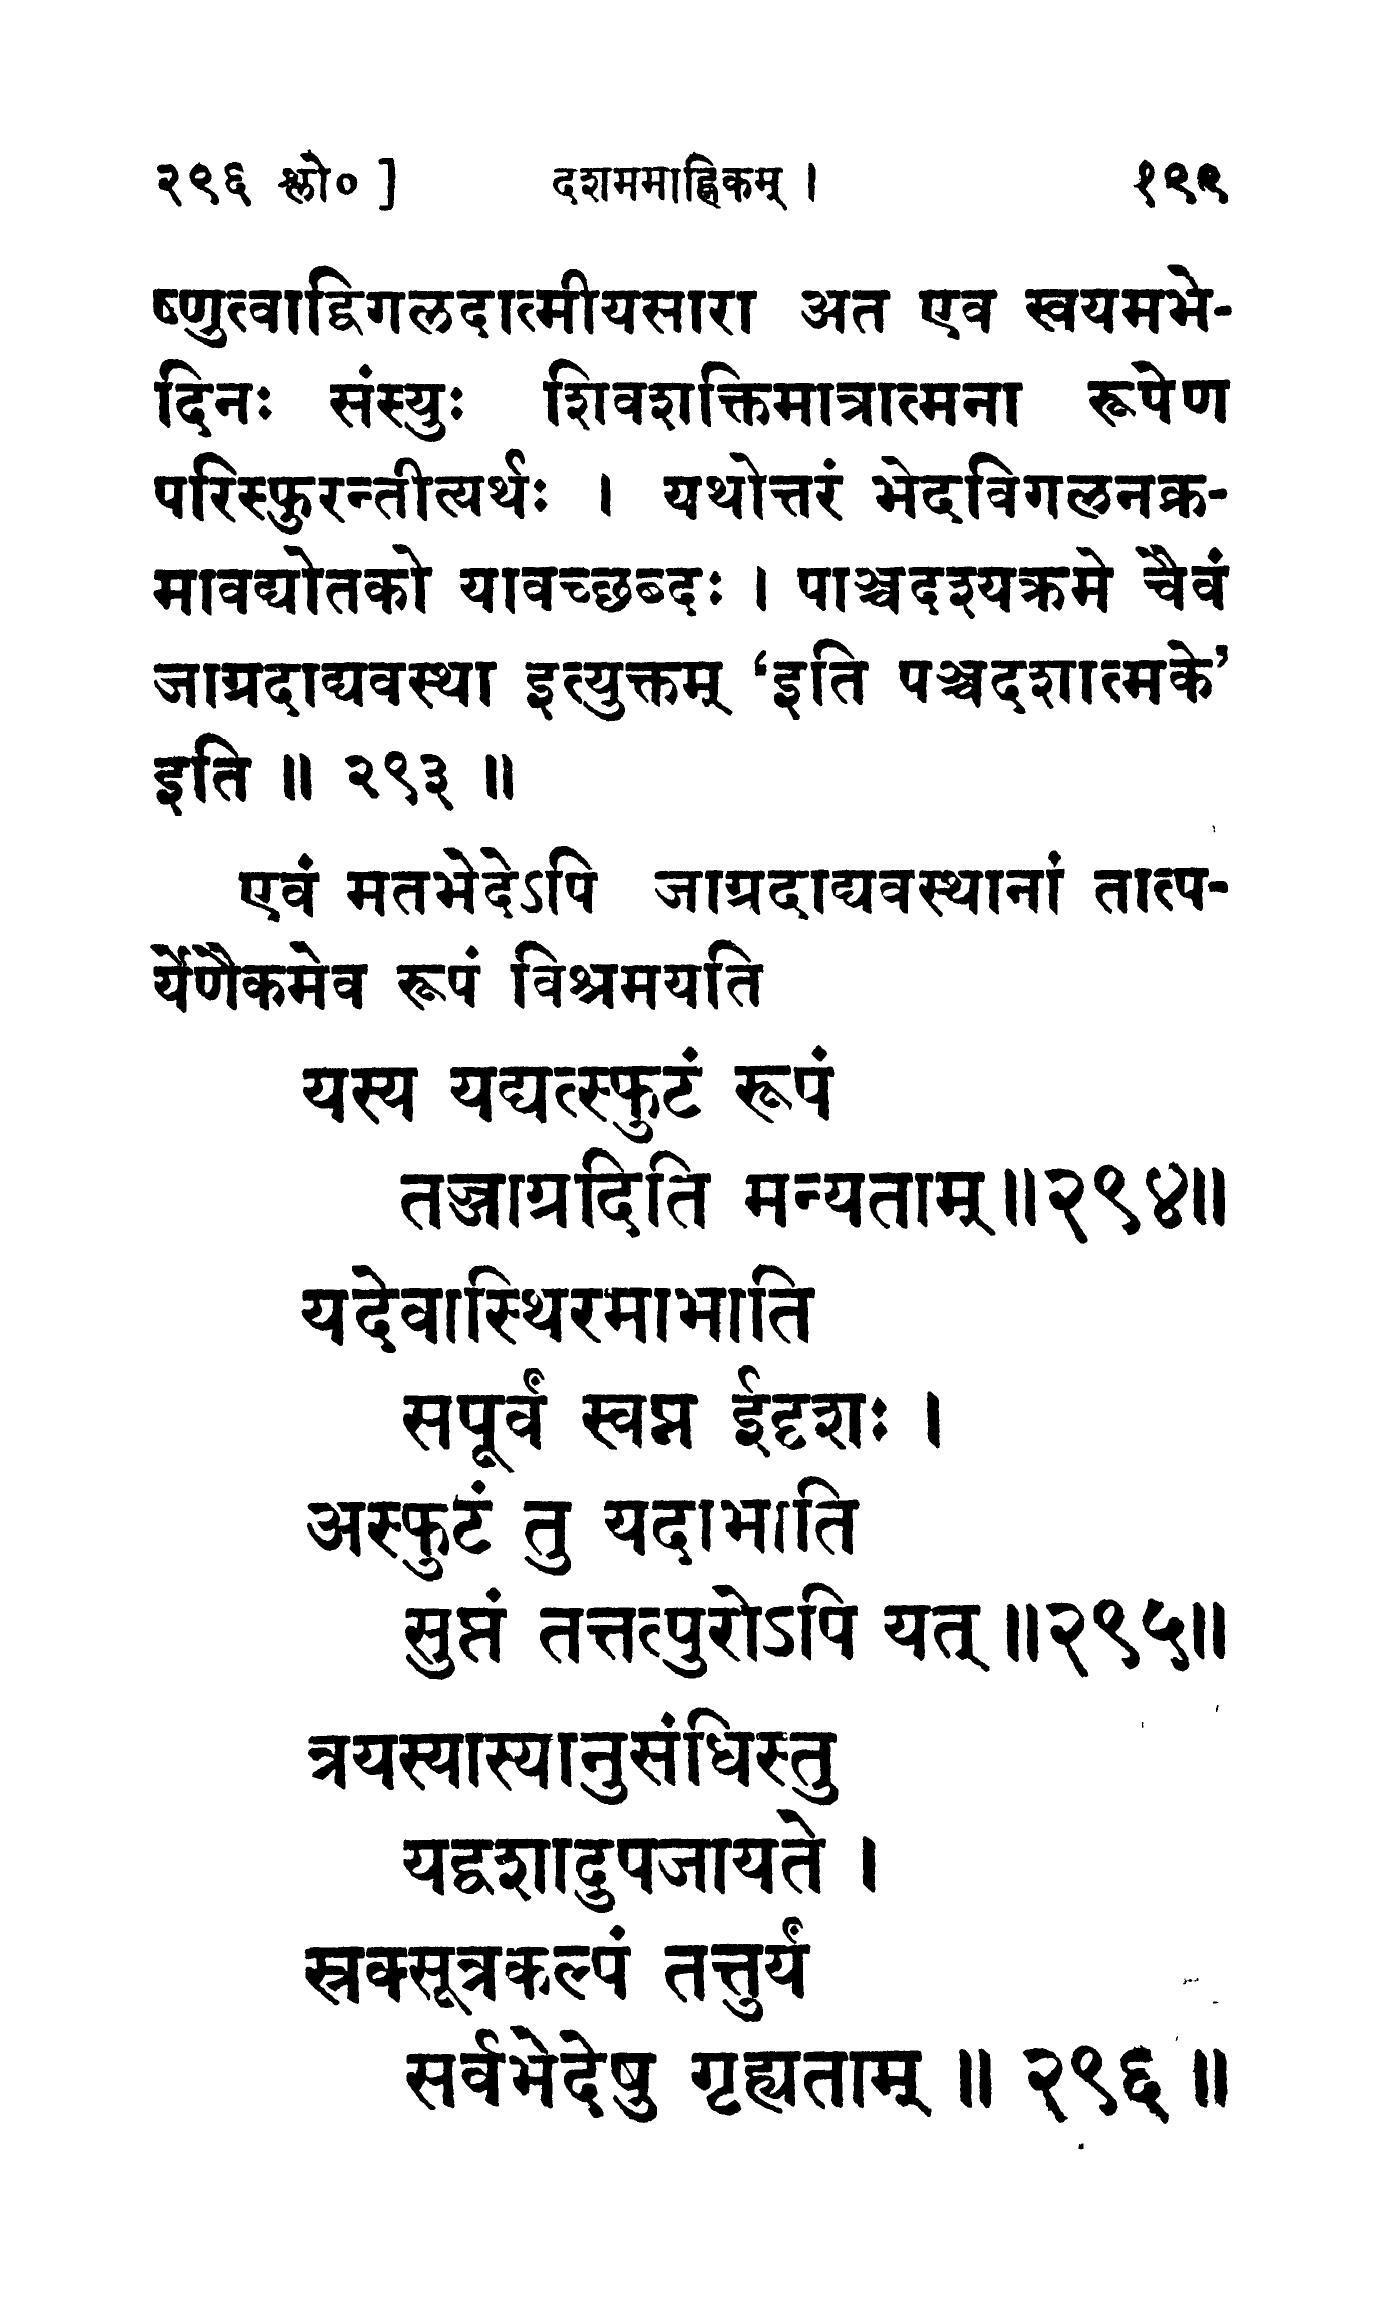 २९६ श्लो० ] दशममाह्निकम् । १९९
ष्णुत्वाद्विगलदात्मीयसारा अत एव स्वयमभे-
दिनः संस्युः शिवशक्तिमात्रात्मना रूपेण
परिस्फुरन्तीत्यर्थः । यथोत्तरं भेदविगलनक्र-
मावद्योतको यावच्छब्दः । पाञ्चदश्यक्रमे चैवं
जाग्रदाद्यवस्था इत्युक्तम् ‘इति पञ्चदशात्मके’
इति ॥ २९३ ॥
एवं मतभेदेऽपि जाग्रदाद्यवस्थानां तात्प-
र्येणैकमेव रूपं विश्रमयति
यस्य यद्यत्स्फुटं रूपं
तज्जाग्रदिति मन्यताम् ॥२९४॥
यदेवास्थिरमाभाति
सपूर्वं स्वप्न ईदृशः ।
अस्फुटं तु यदाभाति
सुप्तं तत्तत्पुरोऽपि यत् ॥२९५॥
त्रयस्यास्यानुसंधिस्तु
यद्वशादुपजायते ।
स्रक्सूत्रकल्पं तत्तुर्यं
सर्वभेदेषु गृह्यताम् ॥ २९६ ॥